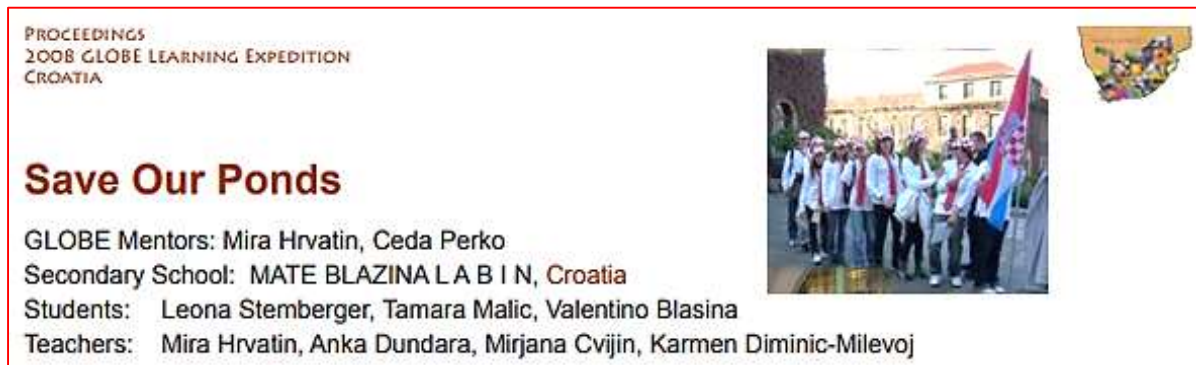 PROCEEDINGS
2008 GLOBE LEARNING EXPEDITION
CROATIA
Save Our Ponds
GLOBE Mentors: Mira Hrvatin, Ceda Perko
Secondary School: MATE BLAZINA L A B I N, Croatia
Students: Leona Stemberger, Tamara Malic, Valentino Blasina
Teachers: Mira Hrvatin, Anka Dundara, Mirjana Cvijin, Karmen Diminic-Milevoj